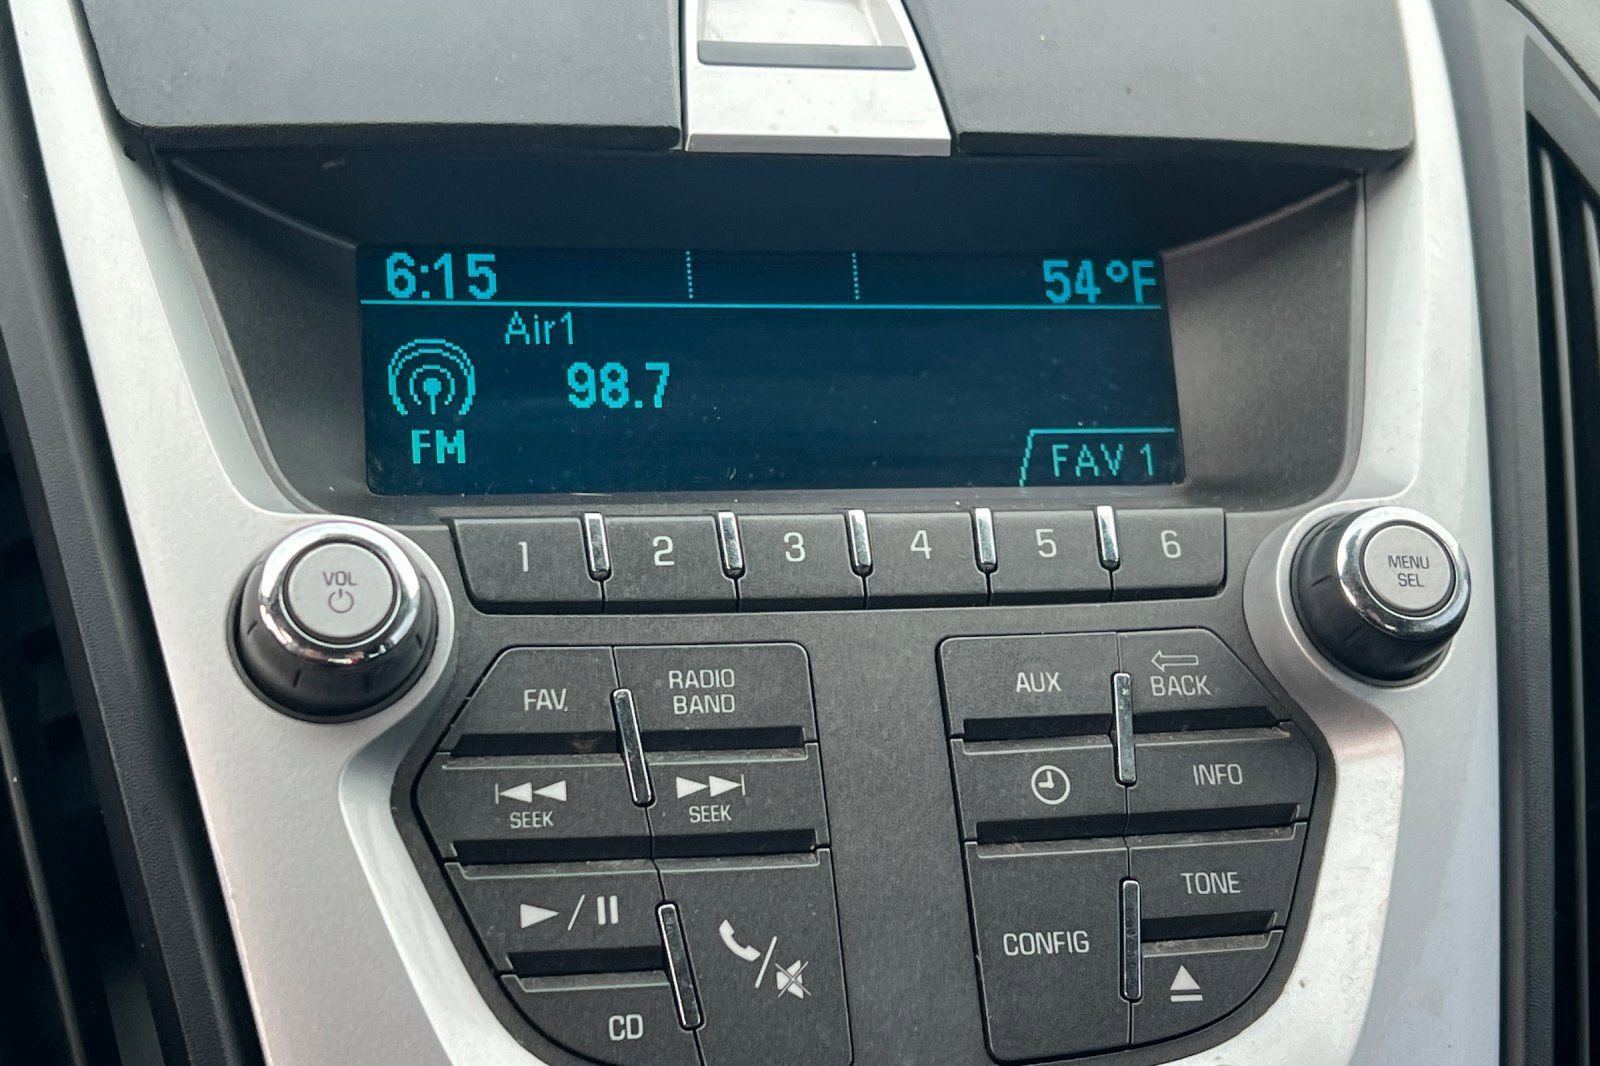 6:15 54°F
Air1
98.7
FM
FAV 1
1 2 3 4 5 6
VOL
MENU
SEL
FAV.
RADIO
BAND
AUX
BACK
SEEK
SEEK
INFO
TONE
CONFIG
CD